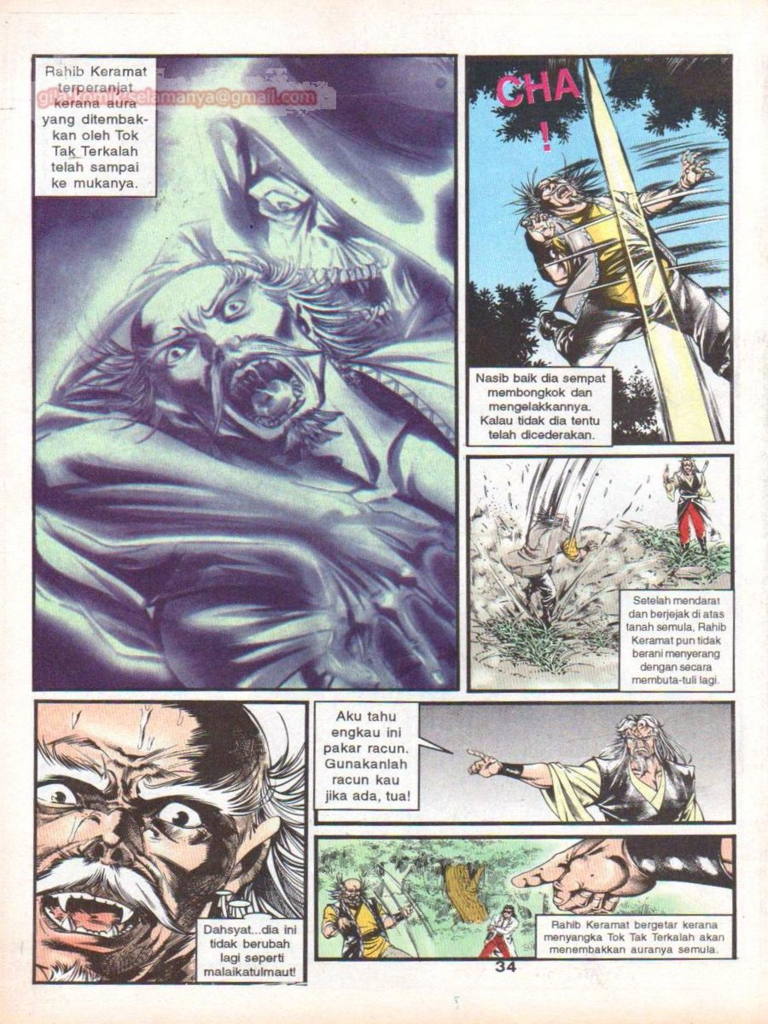 Rahib Keramat
terperanjat
kerana aura
yang ditembak-
kan oleh Tok
Tak Terkalah
telah sampai
ke mukanya.
CHA
!
Nasib baik dia sempat
membongkok dan
mengelakkannya.
Kalau tidak dia tentu
telah dicederakan.
Setelah mendarat
dan berjejak di atas
tanah semula, Rahib
Keramat pun tidak
berani menyerang
dengan secara
membuta-tuli lagi.
Dahsyat...dia ini
tidak berubah
lagi seperti
malaikatulmaut!
Aku tahu
engkau ini
pakar racun.
Gunakanlah
racun kau
jika ada, tua!
Rahib Keramat bergetar kerana
menyangka Tok Tak Terkalah akan
menembakkan auranya semula.
34